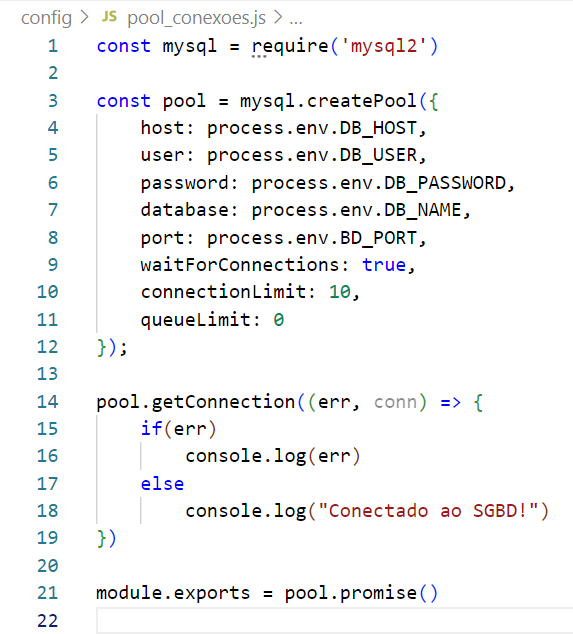 config > JS pool_conexoes.js > ...
1 const mysql = require('mysql2')
2
3 const pool = mysql.createPool({
4     host: process.env.DB_HOST,
5     user: process.env.DB_USER,
6     password: process.env.DB_PASSWORD,
7     database: process.env.DB_NAME,
8     port: process.env.BD_PORT,
9     waitForConnections: true,
10     connectionLimit: 10,
11     queueLimit: 0
12 });
13
14 pool.getConnection((err, conn) => {
15     if(err)
16         console.log(err)
17     else
18         console.log("Conectado ao SGBD!")
19 })
20
21 module.exports = pool.promise()
22